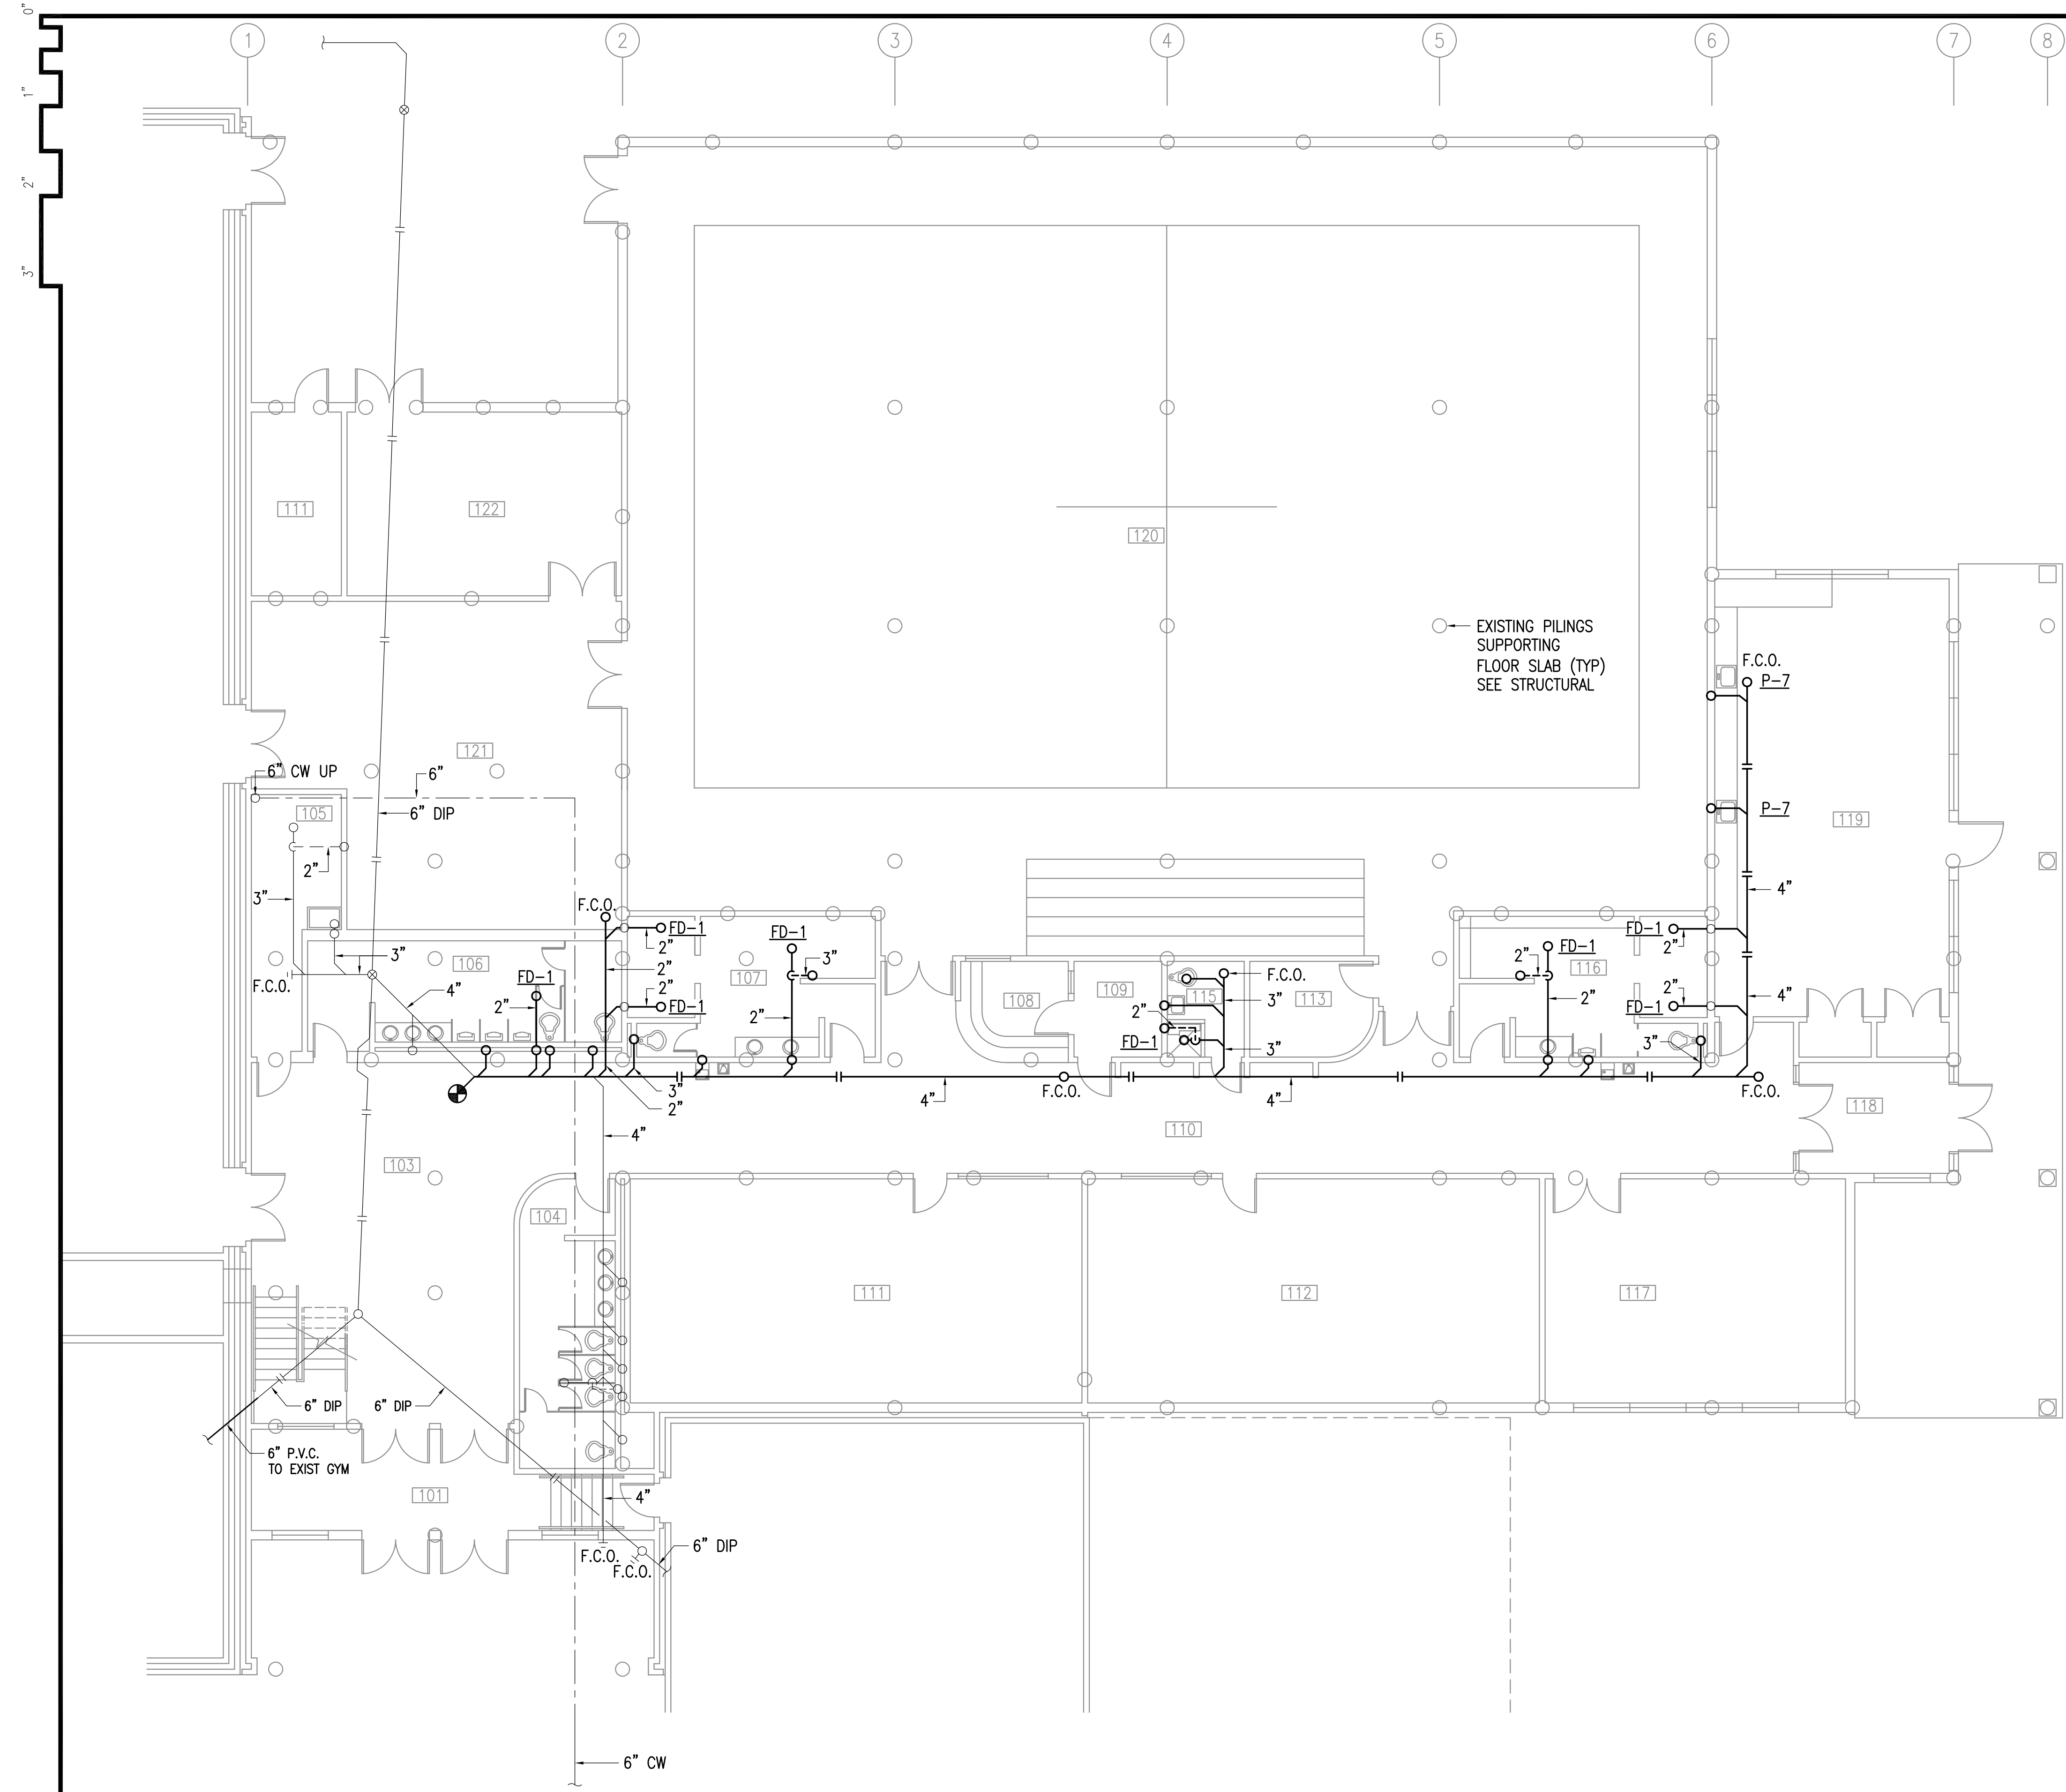 0"
1"
2"
3"
1 2 3 4 5 6 7 8
111
122
120
EXISTING PILINGS
SUPPORTING
FLOOR SLAB (TYP)
SEE STRUCTURAL
F.C.O.
P-7
121
6" CW UP
6"
105
6" DIP
P-7
119
2"
3"
4"
F.C.O.
FD-1
2"
FD-1
FD-1
2"
3"
106
3"
2"
107
FD-1
2"
FD-1
116
2"
F.C.O.
4"
FD-1
2"
2"
FD-1
2"
108
109
115
F.C.O.
3"
113
2"
FD-1
2"
4"
2"
FD-1
3"
3"
3"
2"
4"
F.C.O.
4"
F.C.O.
118
4"
110
103
104
111
112
117
6" DIP
6" DIP
6" P.V.C.
TO EXIST GYM
101
4"
6" DIP
F.C.O.
F.C.O.
6" CW